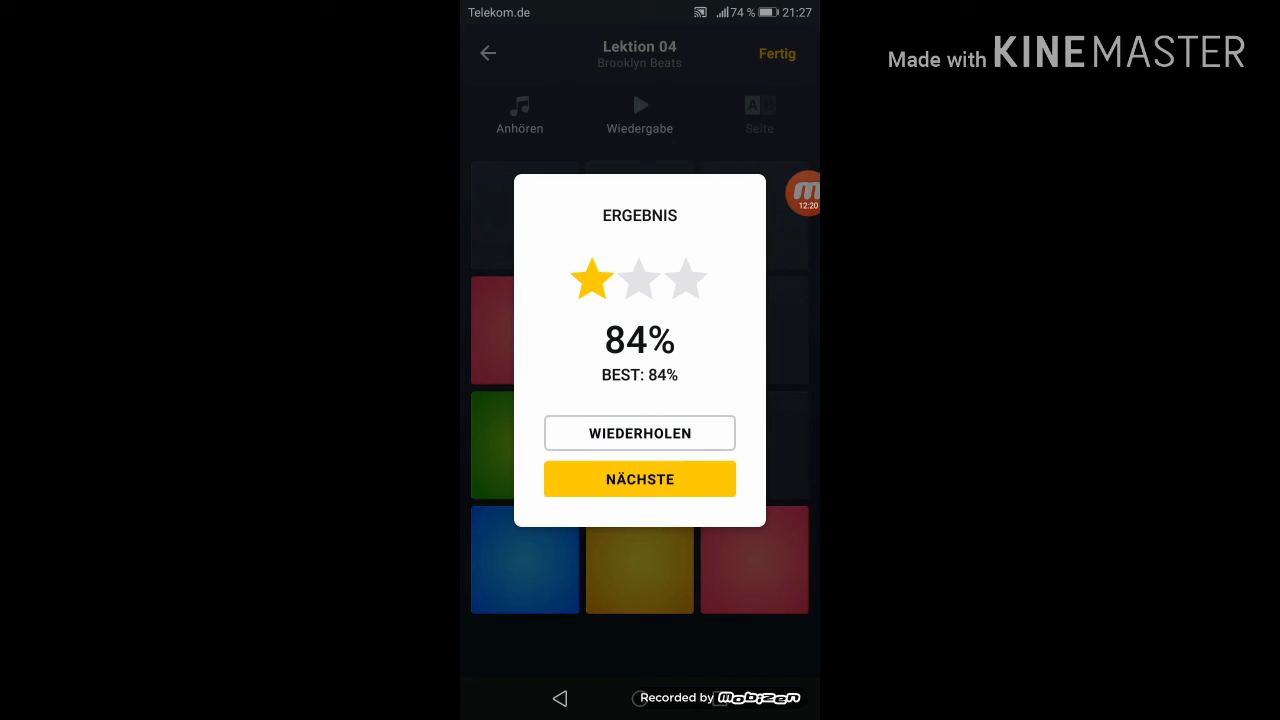 Telekom.de
74 %
21:27
Made with KINEMASTER
Lektion 04
Brooklyn Beats
Fertig
Anhören
Wiedergabe
A B
Seite
m
12:20
ERGEBNIS
84%
BEST: 84%
WIEDERHOLEN
NÄCHSTE
Recorded by mobizen